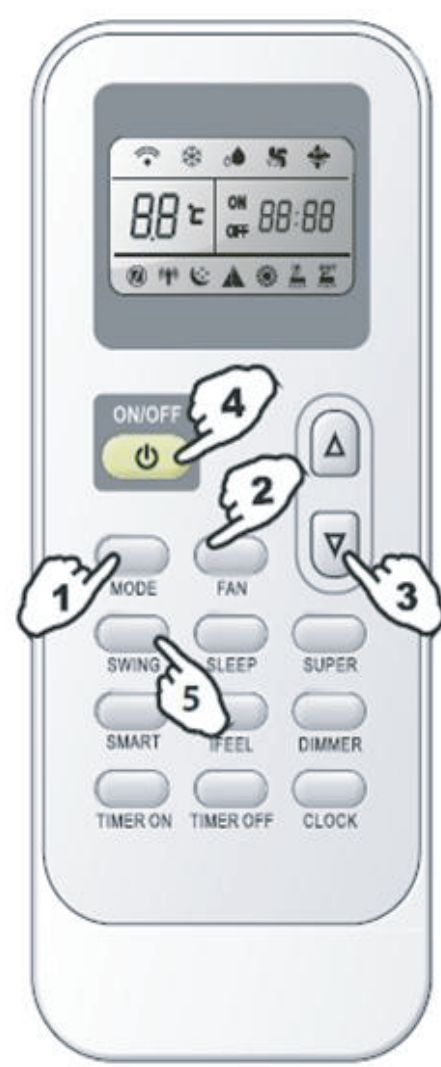 88 ℃ ON 88:88
OFF
ON/OFF
4
2
1
3
MODE FAN
5
SWING SLEEP SUPER
SMART IFEEL DIMMER
TIMER ON TIMER OFF CLOCK